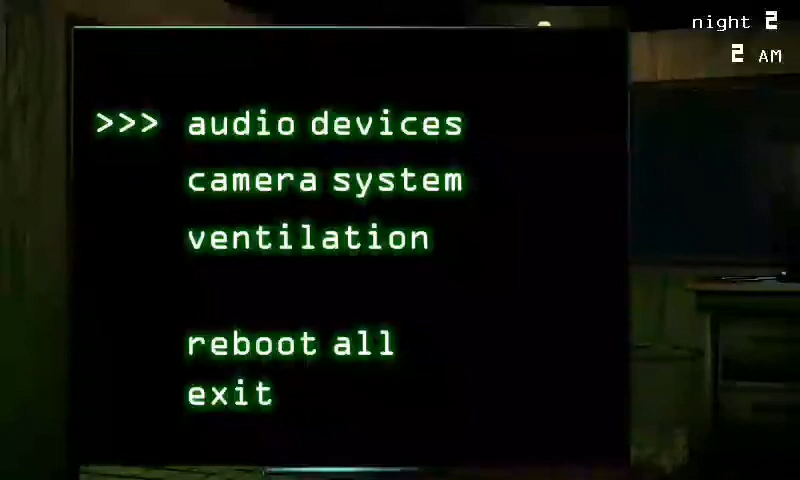 night 2
2 AM
>>> audio devices
camera system
ventilation
reboot all
exit